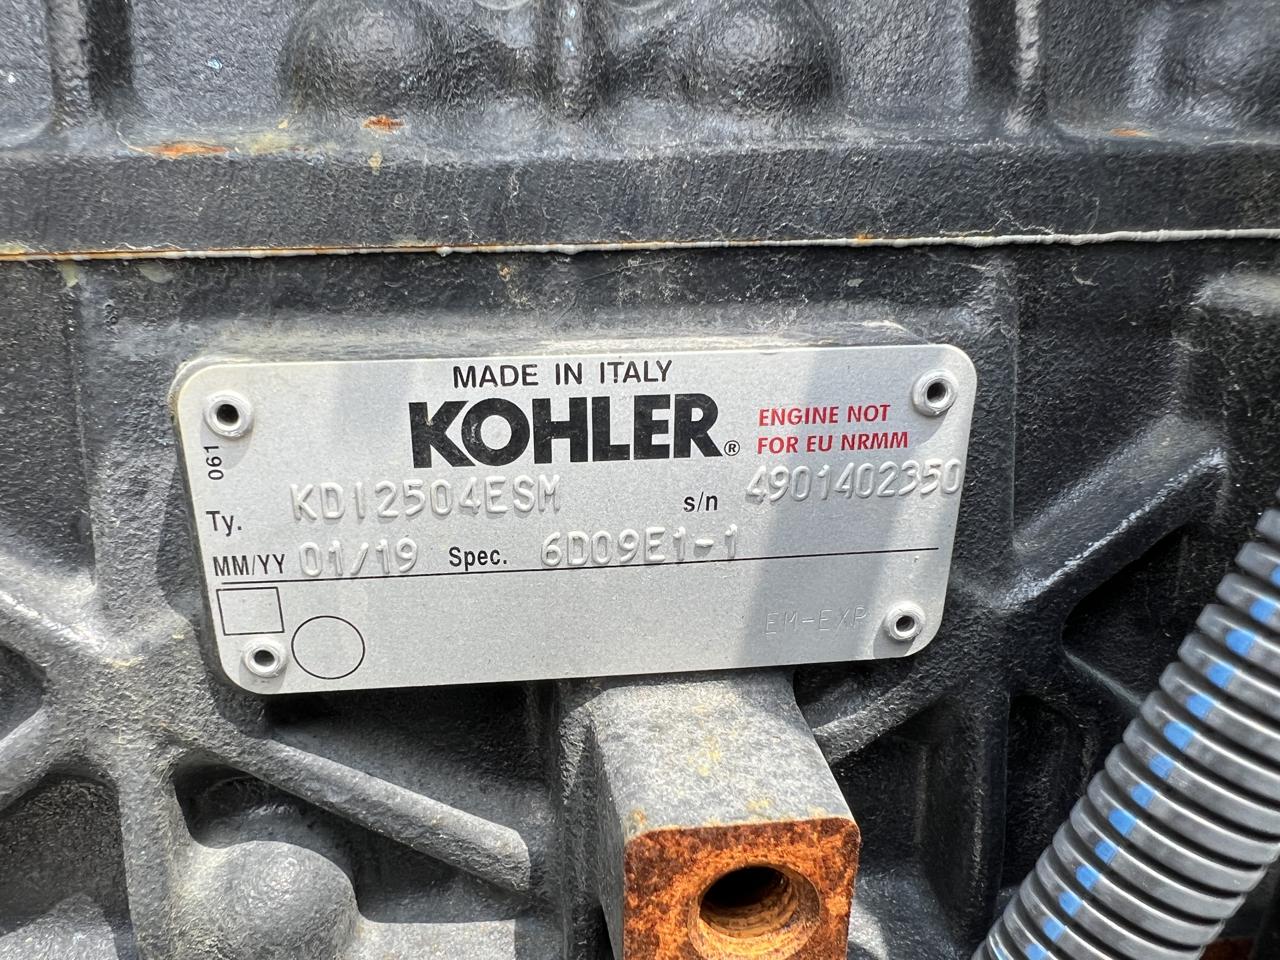 MADE IN ITALY
KOHLER®
ENGINE NOT
FOR EU NRMM
061
Ty. KDI2504ESM s/n 4901402350
MM/YY 01/19 Spec. 6D09E1-1
EM-EXP